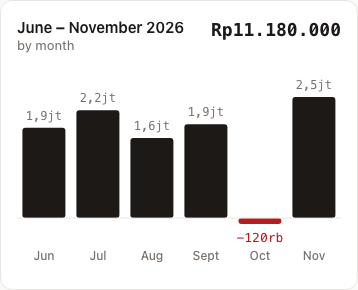 June – November 2026
Rp11.180.000
by month
1,9jt
2,2jt
1,6jt
1,9jt
−120rb
2,5jt
Jun
Jul
Aug
Sept
Oct
Nov